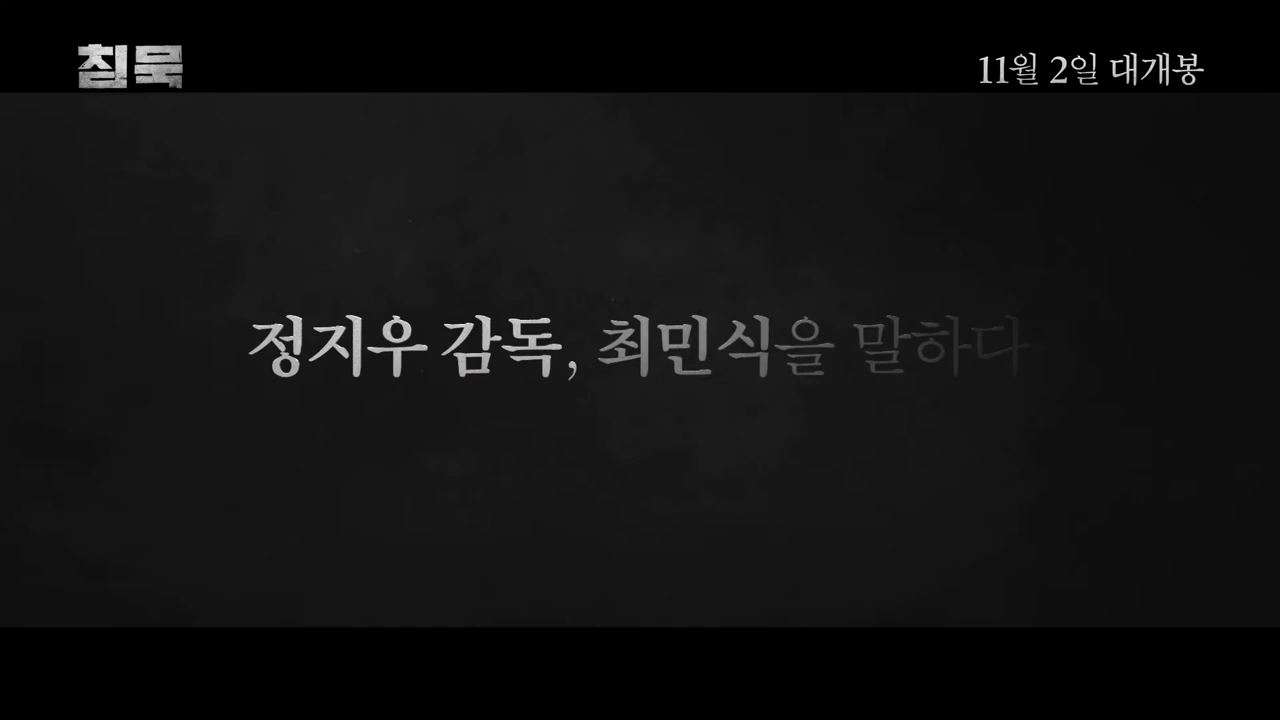 침묵
11월 2일 대개봉
정지우 감독, 최민식을 말하다